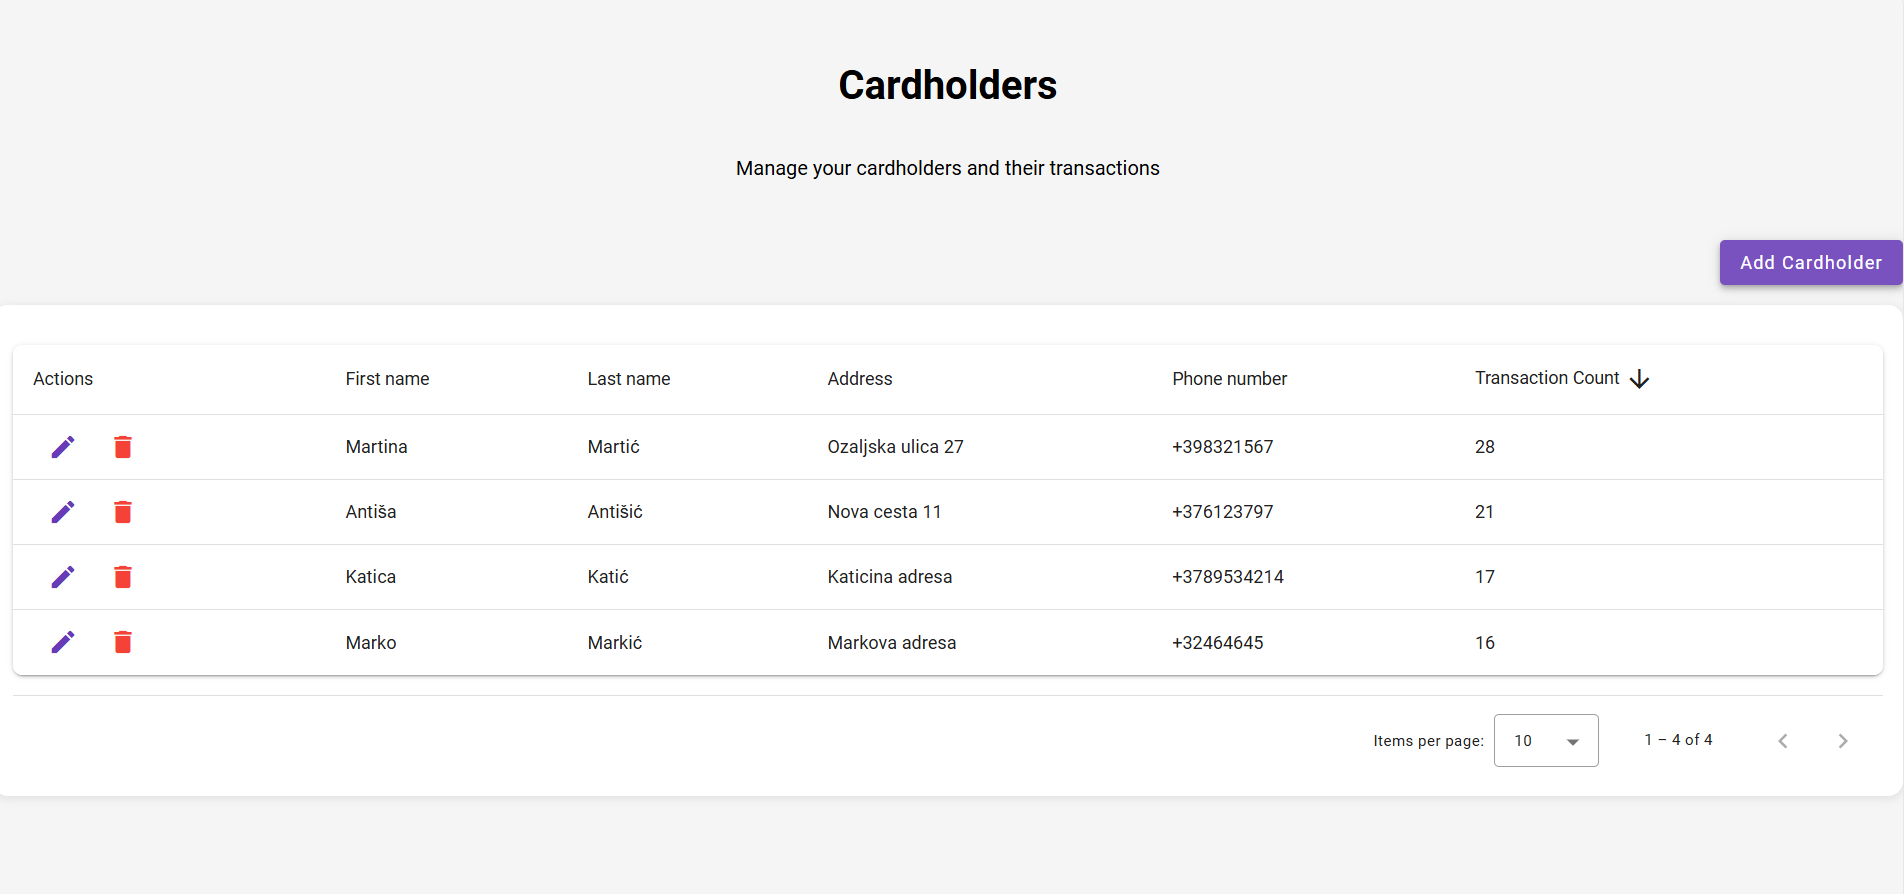 Cardholders
Manage your cardholders and their transactions
Add Cardholder
Actions First name Last name Address Phone number Transaction Count
Martina Martić Ozaljska ulica 27 +398321567 28
Antiša Antišić Nova cesta 11 +376123797 21
Katica Katić Katicina adresa +3789534214 17
Marko Markić Markova adresa +32464645 16
Items per page: 10 1 – 4 of 4